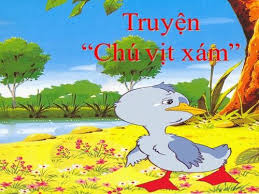 Truyện
“Chú vịt xám”